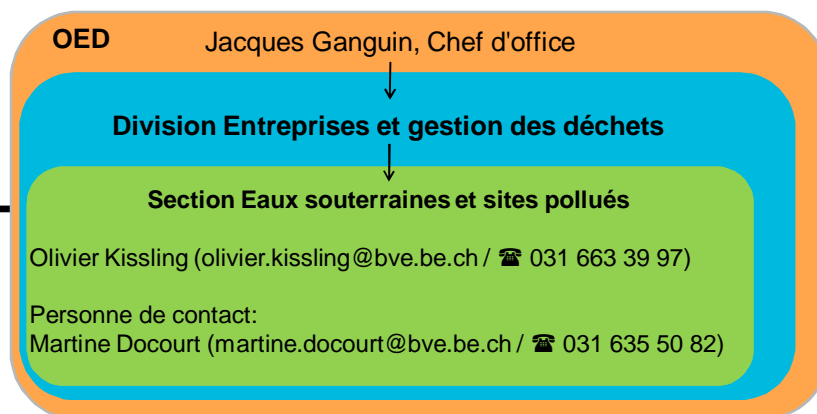 OED Jacques Ganguin, Chef d'office
Division Entreprises et gestion des déchets
Section Eaux souterraines et sites pollués
Olivier Kissling (olivier.kissling@bve.be.ch / ☎ 031 663 39 97)
Personne de contact:
Martine Docourt (martine.docourt@bve.be.ch / ☎ 031 635 50 82)